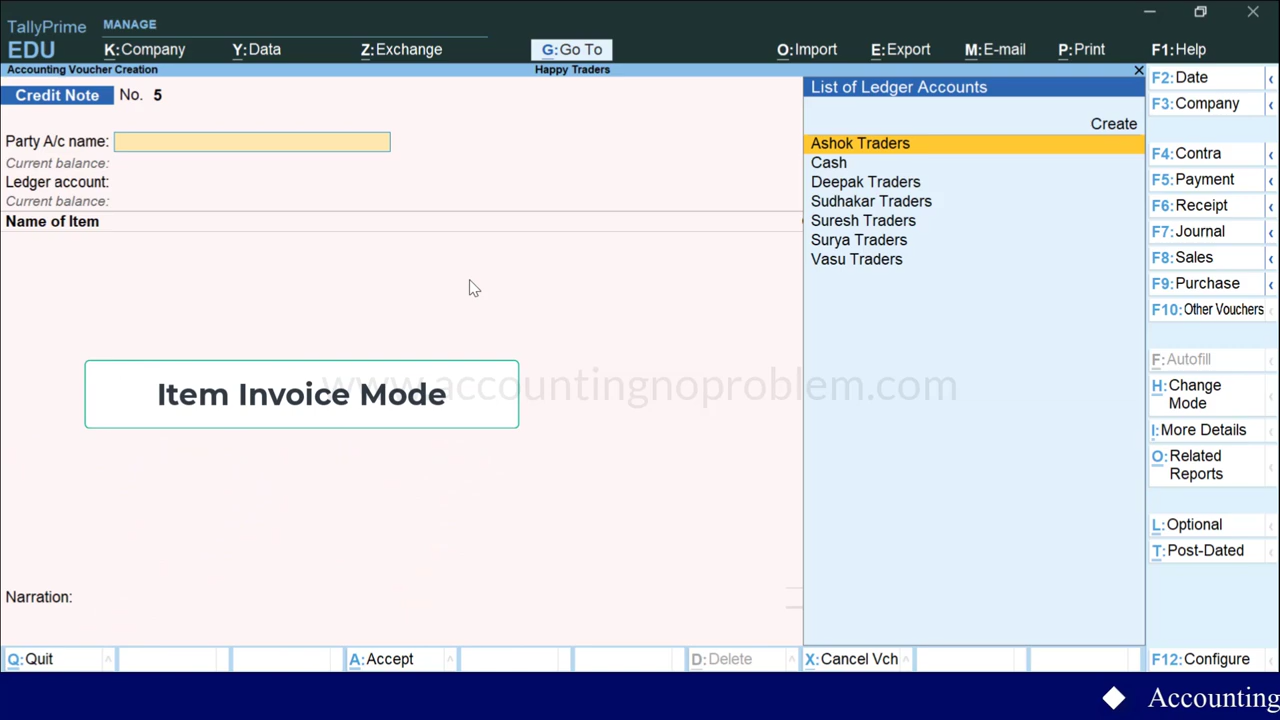 TallyPrime
EDU
MANAGE
K:Company Y:Data Z:Exchange G:Go To O:Import E:Export M:E-mail P:Print F1:Help
Accounting Voucher Creation Happy Traders
Credit Note No. 5
Party A/c name:
Current balance:
Ledger account:
Current balance:
Name of Item
List of Ledger Accounts
Create
Ashok Traders
Cash
Deepak Traders
Sudhakar Traders
Suresh Traders
Surya Traders
Vasu Traders
Item Invoice Mode
www.accountingnoproblem.com
Narration:
F2:Date
F3:Company
F4:Contra
F5:Payment
F6:Receipt
F7:Journal
F8:Sales
F9:Purchase
F10:Other Vouchers
F:Autofill
H:Change
Mode
I:More Details
O:Related
Reports
L:Optional
T:Post-Dated
Q:Quit A:Accept D:Delete X:Cancel Vch F12:Configure
Accounting